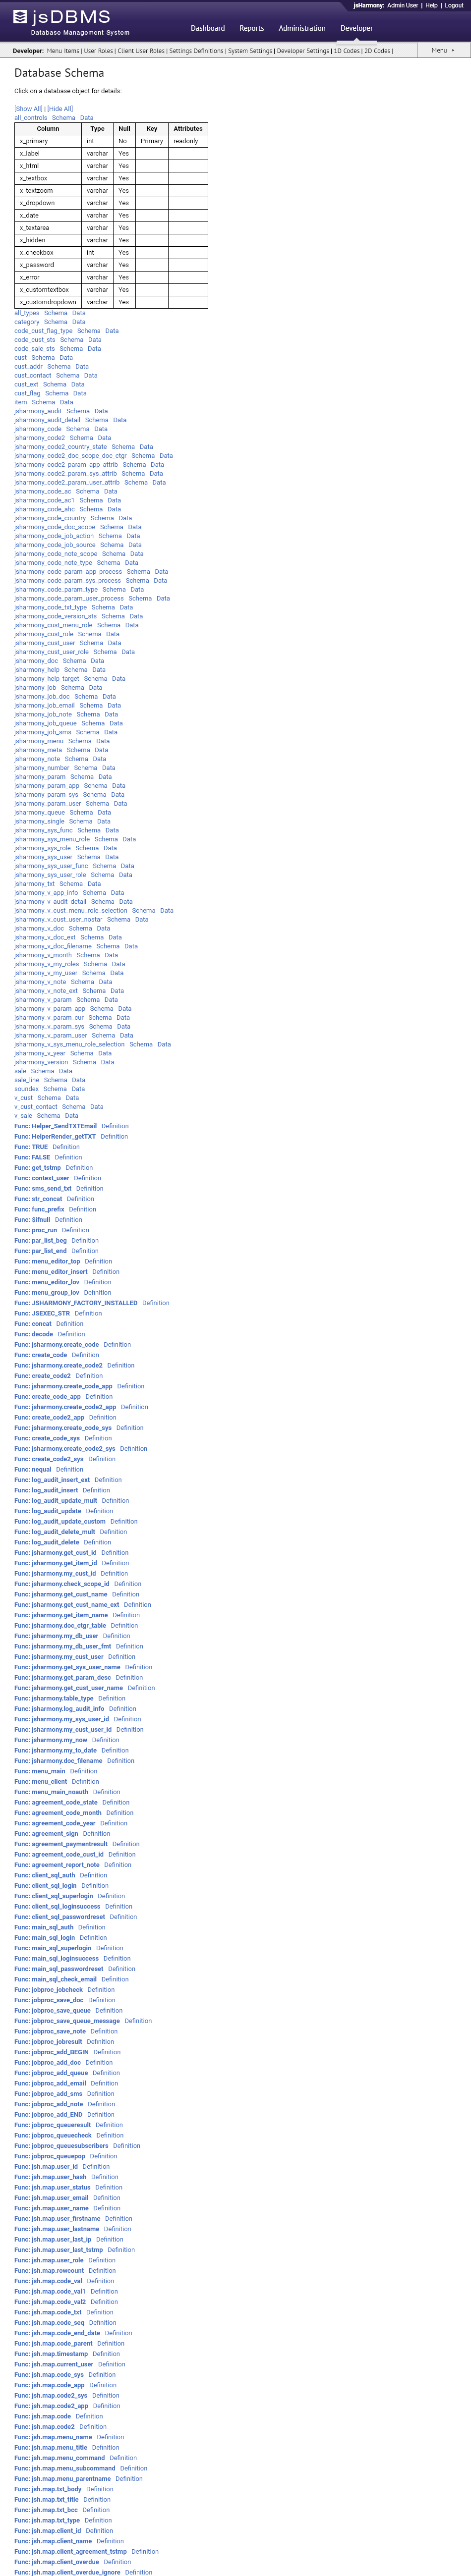 jsHarmony: Admin User | Help | Logout
jsDBMS
Database Management System
Dashboard Reports Administration Developer
Developer: Menu Items | User Roles | Client User Roles | Settings Definitions | System Settings | Developer Settings | 1D Codes | 2D Codes |
Menu
Database Schema
Click on a database object for details:
[Show All] | [Hide All]
all_controls Schema Data
Column Type Null Key Attributes
x_primary int No Primary readonly
x_label varchar Yes
x_html varchar Yes
x_textbox varchar Yes
x_textzoom varchar Yes
x_dropdown varchar Yes
x_date varchar Yes
x_textarea varchar Yes
x_hidden varchar Yes
x_checkbox int Yes
x_password varchar Yes
x_error varchar Yes
x_customtextbox varchar Yes
x_customdropdown varchar Yes
all_types Schema Data
category Schema Data
code_cust_flag_type Schema Data
code_cust_sts Schema Data
code_sale_sts Schema Data
cust Schema Data
cust_addr Schema Data
cust_contact Schema Data
cust_ext Schema Data
cust_flag Schema Data
item Schema Data
jsharmony_audit Schema Data
jsharmony_audit_detail Schema Data
jsharmony_code Schema Data
jsharmony_code2 Schema Data
jsharmony_code2_country_state Schema Data
jsharmony_code2_doc_scope_doc_ctgr Schema Data
jsharmony_code2_param_app_attrib Schema Data
jsharmony_code2_param_sys_attrib Schema Data
jsharmony_code2_param_user_attrib Schema Data
jsharmony_code_ac Schema Data
jsharmony_code_ac1 Schema Data
jsharmony_code_ahc Schema Data
jsharmony_code_country Schema Data
jsharmony_code_doc_scope Schema Data
jsharmony_code_job_action Schema Data
jsharmony_code_job_source Schema Data
jsharmony_code_note_scope Schema Data
jsharmony_code_note_type Schema Data
jsharmony_code_param_app_process Schema Data
jsharmony_code_param_sys_process Schema Data
jsharmony_code_param_type Schema Data
jsharmony_code_param_user_process Schema Data
jsharmony_code_txt_type Schema Data
jsharmony_code_version_sts Schema Data
jsharmony_cust_menu_role Schema Data
jsharmony_cust_role Schema Data
jsharmony_cust_user Schema Data
jsharmony_cust_user_role Schema Data
jsharmony_doc Schema Data
jsharmony_help Schema Data
jsharmony_help_target Schema Data
jsharmony_job Schema Data
jsharmony_job_doc Schema Data
jsharmony_job_email Schema Data
jsharmony_job_note Schema Data
jsharmony_job_queue Schema Data
jsharmony_job_sms Schema Data
jsharmony_menu Schema Data
jsharmony_meta Schema Data
jsharmony_note Schema Data
jsharmony_number Schema Data
jsharmony_param Schema Data
jsharmony_param_app Schema Data
jsharmony_param_sys Schema Data
jsharmony_param_user Schema Data
jsharmony_queue Schema Data
jsharmony_single Schema Data
jsharmony_sys_func Schema Data
jsharmony_sys_menu_role Schema Data
jsharmony_sys_role Schema Data
jsharmony_sys_user Schema Data
jsharmony_sys_user_func Schema Data
jsharmony_sys_user_role Schema Data
jsharmony_txt Schema Data
jsharmony_v_app_info Schema Data
jsharmony_v_audit_detail Schema Data
jsharmony_v_cust_menu_role_selection Schema Data
jsharmony_v_cust_user_nostar Schema Data
jsharmony_v_doc Schema Data
jsharmony_v_doc_ext Schema Data
jsharmony_v_doc_filename Schema Data
jsharmony_v_month Schema Data
jsharmony_v_my_roles Schema Data
jsharmony_v_my_user Schema Data
jsharmony_v_note Schema Data
jsharmony_v_note_ext Schema Data
jsharmony_v_param Schema Data
jsharmony_v_param_app Schema Data
jsharmony_v_param_cur Schema Data
jsharmony_v_param_sys Schema Data
jsharmony_v_param_user Schema Data
jsharmony_v_sys_menu_role_selection Schema Data
jsharmony_v_year Schema Data
jsharmony_version Schema Data
sale Schema Data
sale_line Schema Data
soundex Schema Data
v_cust Schema Data
v_cust_contact Schema Data
v_sale Schema Data
Func: Helper_SendTXTEmail Definition
Func: HelperRender_getTXT Definition
Func: TRUE Definition
Func: FALSE Definition
Func: get_tstmp Definition
Func: context_user Definition
Func: sms_send_txt Definition
Func: str_concat Definition
Func: func_prefix Definition
Func: $ifnull Definition
Func: proc_run Definition
Func: par_list_beg Definition
Func: par_list_end Definition
Func: menu_editor_top Definition
Func: menu_editor_insert Definition
Func: menu_editor_lov Definition
Func: menu_group_lov Definition
Func: JSHARMONY_FACTORY_INSTALLED Definition
Func: JSEXEC_STR Definition
Func: concat Definition
Func: decode Definition
Func: jsharmony.create_code Definition
Func: create_code Definition
Func: jsharmony.create_code2 Definition
Func: create_code2 Definition
Func: jsharmony.create_code_app Definition
Func: create_code_app Definition
Func: jsharmony.create_code2_app Definition
Func: create_code2_app Definition
Func: jsharmony.create_code_sys Definition
Func: create_code_sys Definition
Func: jsharmony.create_code2_sys Definition
Func: create_code2_sys Definition
Func: nequal Definition
Func: log_audit_insert_ext Definition
Func: log_audit_insert Definition
Func: log_audit_update_mult Definition
Func: log_audit_update Definition
Func: log_audit_update_custom Definition
Func: log_audit_delete_mult Definition
Func: log_audit_delete Definition
Func: jsharmony.get_cust_id Definition
Func: jsharmony.get_item_id Definition
Func: jsharmony.my_cust_id Definition
Func: jsharmony.check_scope_id Definition
Func: jsharmony.get_cust_name Definition
Func: jsharmony.get_cust_name_ext Definition
Func: jsharmony.get_item_name Definition
Func: jsharmony.doc_ctgr_table Definition
Func: jsharmony.my_db_user Definition
Func: jsharmony.my_db_user_fmt Definition
Func: jsharmony.my_cust_user Definition
Func: jsharmony.get_sys_user_name Definition
Func: jsharmony.get_param_desc Definition
Func: jsharmony.get_cust_user_name Definition
Func: jsharmony.table_type Definition
Func: jsharmony.log_audit_info Definition
Func: jsharmony.my_sys_user_id Definition
Func: jsharmony.my_cust_user_id Definition
Func: jsharmony.my_now Definition
Func: jsharmony.my_to_date Definition
Func: jsharmony.doc_filename Definition
Func: menu_main Definition
Func: menu_client Definition
Func: menu_main_noauth Definition
Func: agreement_code_state Definition
Func: agreement_code_month Definition
Func: agreement_code_year Definition
Func: agreement_sign Definition
Func: agreement_paymentresult Definition
Func: agreement_code_cust_id Definition
Func: agreement_report_note Definition
Func: client_sql_auth Definition
Func: client_sql_login Definition
Func: client_sql_superlogin Definition
Func: client_sql_loginsuccess Definition
Func: client_sql_passwordreset Definition
Func: main_sql_auth Definition
Func: main_sql_login Definition
Func: main_sql_superlogin Definition
Func: main_sql_loginsuccess Definition
Func: main_sql_passwordreset Definition
Func: main_sql_check_email Definition
Func: jobproc_jobcheck Definition
Func: jobproc_save_doc Definition
Func: jobproc_save_queue Definition
Func: jobproc_save_queue_message Definition
Func: jobproc_save_note Definition
Func: jobproc_jobresult Definition
Func: jobproc_add_BEGIN Definition
Func: jobproc_add_doc Definition
Func: jobproc_add_queue Definition
Func: jobproc_add_email Definition
Func: jobproc_add_sms Definition
Func: jobproc_add_note Definition
Func: jobproc_add_END Definition
Func: jobproc_queueresult Definition
Func: jobproc_queuecheck Definition
Func: jobproc_queuesubscribers Definition
Func: jobproc_queuepop Definition
Func: jsh.map.user_id Definition
Func: jsh.map.user_hash Definition
Func: jsh.map.user_status Definition
Func: jsh.map.user_email Definition
Func: jsh.map.user_name Definition
Func: jsh.map.user_firstname Definition
Func: jsh.map.user_lastname Definition
Func: jsh.map.user_last_ip Definition
Func: jsh.map.user_last_tstmp Definition
Func: jsh.map.user_role Definition
Func: jsh.map.rowcount Definition
Func: jsh.map.code_val Definition
Func: jsh.map.code_val1 Definition
Func: jsh.map.code_val2 Definition
Func: jsh.map.code_txt Definition
Func: jsh.map.code_seq Definition
Func: jsh.map.code_end_date Definition
Func: jsh.map.code_parent Definition
Func: jsh.map.timestamp Definition
Func: jsh.map.current_user Definition
Func: jsh.map.code_sys Definition
Func: jsh.map.code_app Definition
Func: jsh.map.code2_sys Definition
Func: jsh.map.code2_app Definition
Func: jsh.map.code Definition
Func: jsh.map.code2 Definition
Func: jsh.map.menu_name Definition
Func: jsh.map.menu_title Definition
Func: jsh.map.menu_command Definition
Func: jsh.map.menu_subcommand Definition
Func: jsh.map.menu_parentname Definition
Func: jsh.map.txt_body Definition
Func: jsh.map.txt_title Definition
Func: jsh.map.txt_bcc Definition
Func: jsh.map.txt_type Definition
Func: jsh.map.client_id Definition
Func: jsh.map.client_name Definition
Func: jsh.map.client_agreement_tstmp Definition
Func: jsh.map.client_overdue Definition
Func: jsh.map.client_overdue_ignore Definition